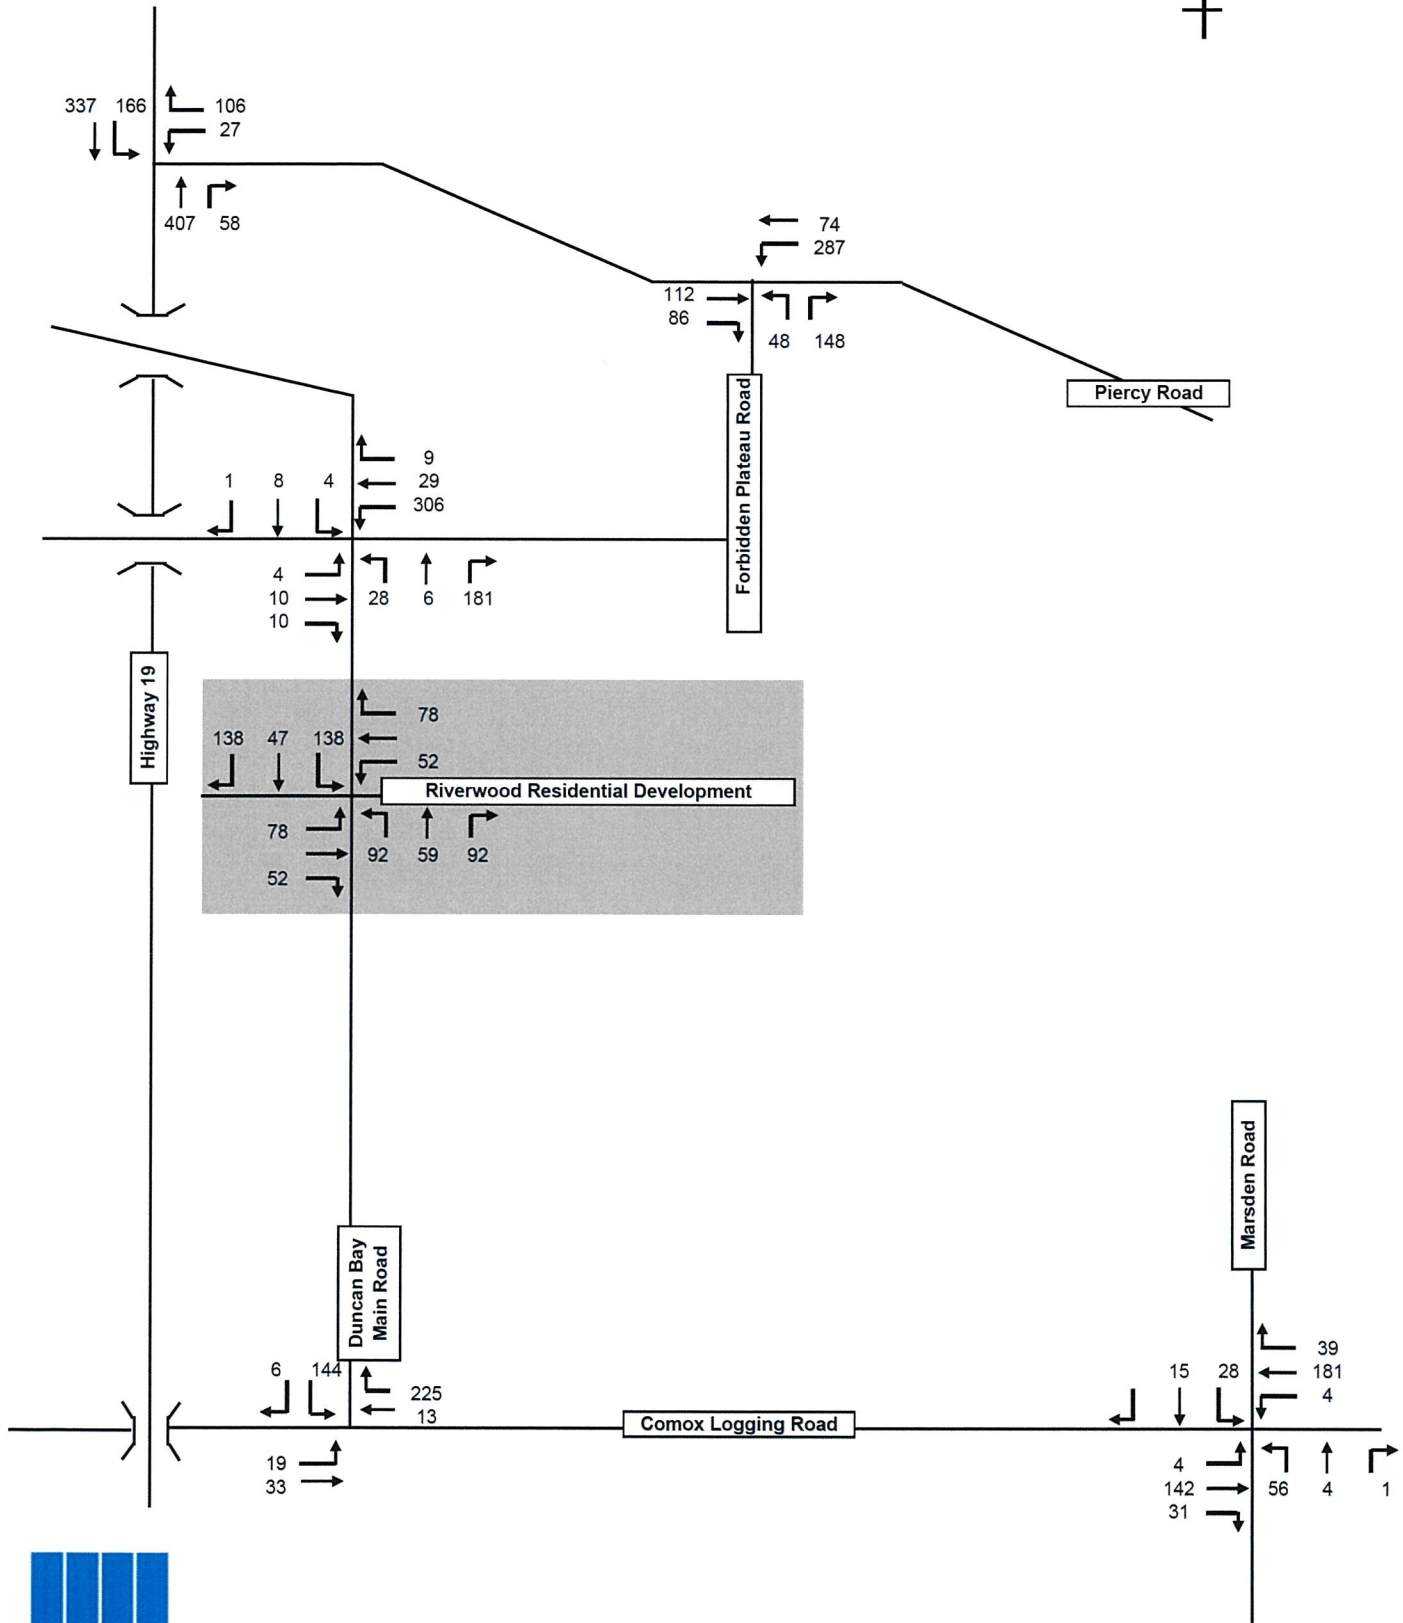 337 166 106
27
407 58
74
287
112
86
48 148
Piercy Road
Forbidden Plateau Road
9
1 8 4 29
306
4
10 28 6 181
10
Highway 19
78
138 47 138
52
Riverwood Residential Development
78
92 59 92
52
Marsden Road
Duncan Bay
Main Road
6 144
225
13
39
15 28 181
4
Comox Logging Road
19
33
4
142 56 4 1
31